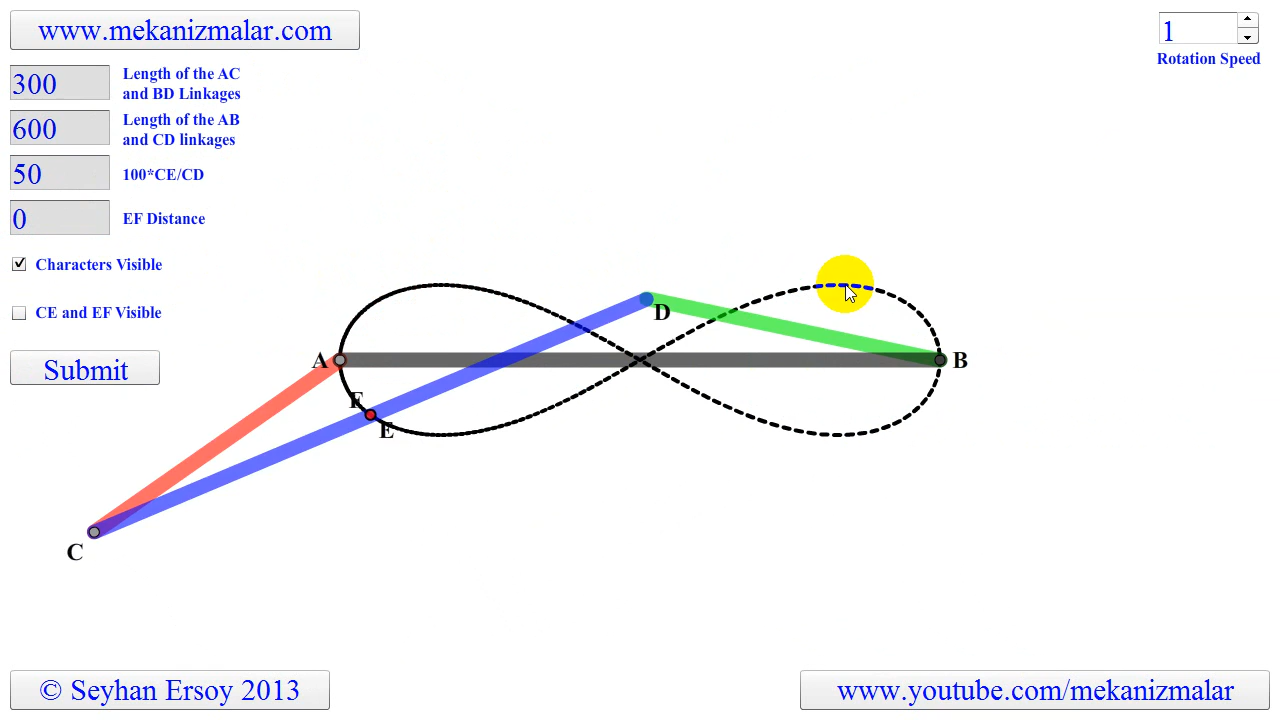 www.mekanizmalar.com
1
Rotation Speed
300
Length of the AC
and BD Linkages
600
Length of the AB
and CD linkages
50
100*CE/CD
0
EF Distance
Characters Visible
CE and EF Visible
Submit
A
B
C
D
E
F
© Seyhan Ersoy 2013
www.youtube.com/mekanizmalar